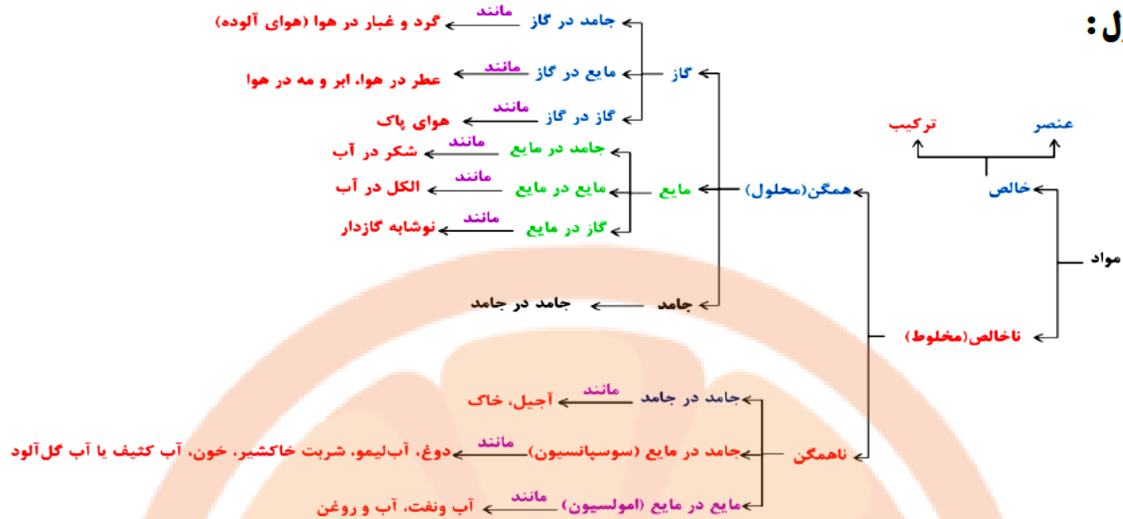 ول:
مواد
خالص
عنصر
ترکیب
ناخالص(مخلوط)
همگن(محلول)
گاز
جامد در گاز مانند گرد و غبار در هوا (هوای آلوده)
مایع در گاز مانند عطر در هوا، ابر و مه در هوا
گاز در گاز مانند هوای پاک
مایع
جامد در مایع مانند شکر در آب
مایع در مایع مانند الکل در آب
گاز در مایع مانند نوشابه گازدار
جامد جامد در جامد
ناهمگن
جامد در جامد مانند آجیل، خاک
جامد در مایع (سوسپانسیون) مانند دوغ، آب‌لیمو، شربت خاکشیر، خون، آب کثیف یا آب گل‌آلود
مایع در مایع (امولسیون) مانند آب ونفت، آب و روغن